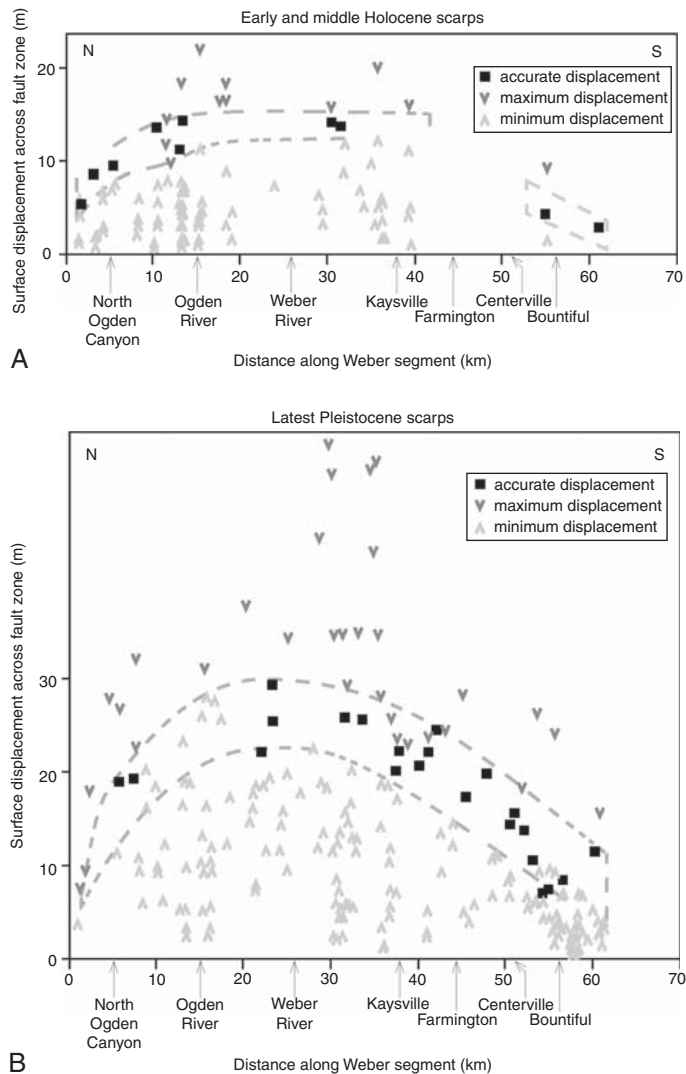 Early and middle Holocene scarps
N
S
accurate displacement
maximum displacement
minimum displacement
Surface displacement across fault zone (m)
20
10
0
0 10 20 30 40 50 60 70
North Ogden Canyon
Ogden River
Weber River
Kaysville
Farmington
Centerville
Bountiful
Distance along Weber segment (km)
A
Latest Pleistocene scarps
N
S
accurate displacement
maximum displacement
minimum displacement
Surface displacement across fault zone (m)
30
20
10
0
0 10 20 30 40 50 60 70
North Ogden Canyon
Ogden River
Weber River
Kaysville
Farmington
Centerville
Bountiful
Distance along Weber segment (km)
B